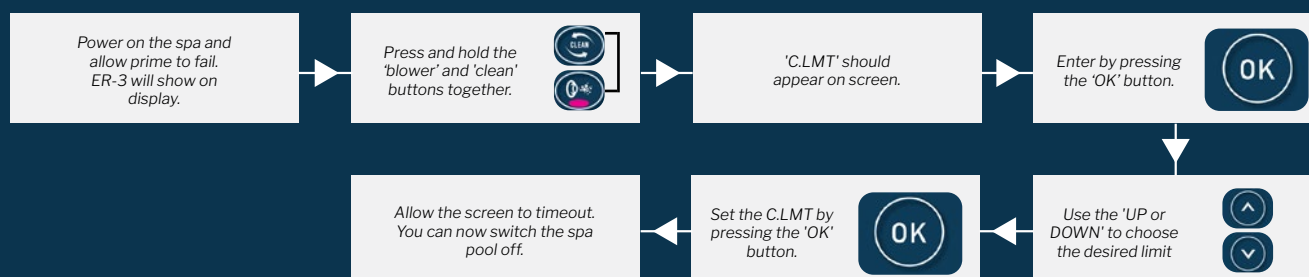 Power on the spa and
allow prime to fail.
ER-3 will show on
display.
Press and hold the
‘blower’ and 'clean'
buttons together.
CLEAN
'C.LMT' should
appear on screen.
Enter by pressing
the ‘OK’ button.
OK
Use the 'UP or
DOWN' to choose
the desired limit
Set the C.LMT by
pressing the 'OK'
button.
OK
Allow the screen to timeout.
You can now switch the spa
pool off.